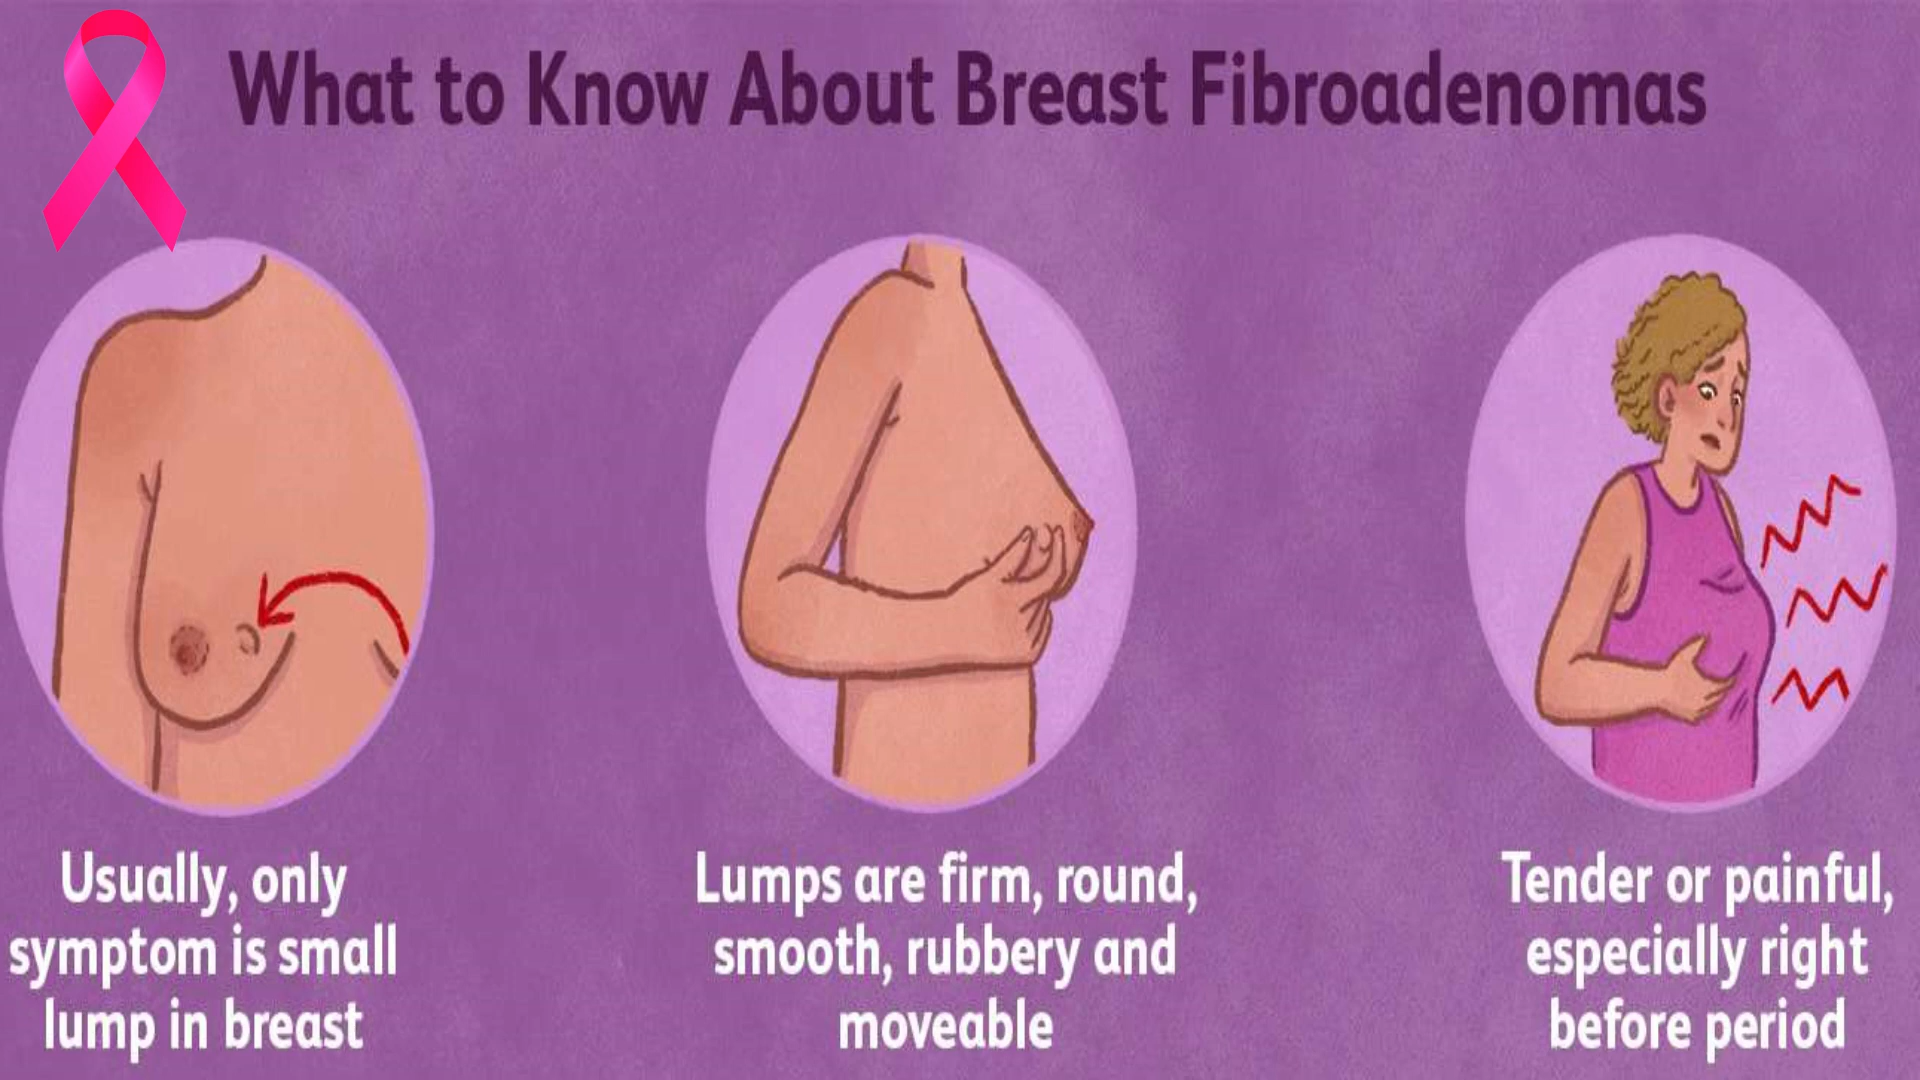 What to Know About Breast Fibroadenomas
Usually, only
symptom is small
lump in breast
Lumps are firm, round,
smooth, rubbery and
moveable
Tender or painful,
especially right
before period